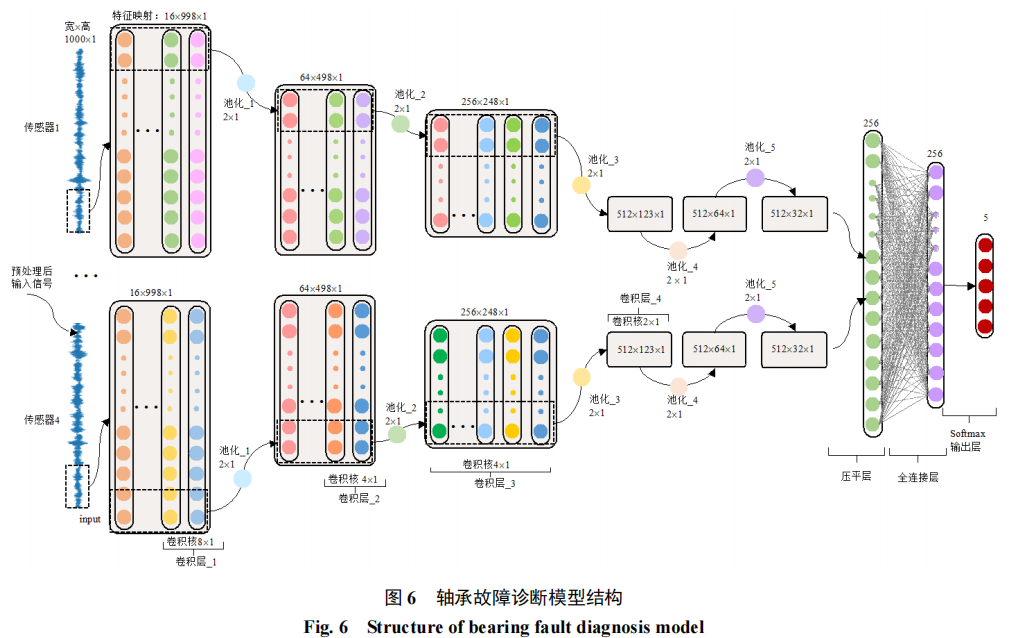 特征映射：16×998×1
宽×高
1000×1
传感器1
池化_1
2×1
64×498×1
池化_2
2×1
256×248×1
池化_3
2×1
512×123×1
512×64×1
512×32×1
池化_4
2×1
池化_5
2×1
256
256
5
预处理后
输入信号
...
16×998×1
传感器4
input
卷积核8×1
卷积层_1
池化_1
2×1
64×498×1
卷积核 4×1
卷积层_2
池化_2
2×1
256×248×1
卷积核4×1
卷积层_3
池化_3
2×1
卷积层_4
卷积核2×1
512×123×1
512×64×1
512×32×1
池化_4
2×1
池化_5
2×1
压平层
全连接层
Softmax
输出层
图 6 轴承故障诊断模型结构
Fig. 6 Structure of bearing fault diagnosis model